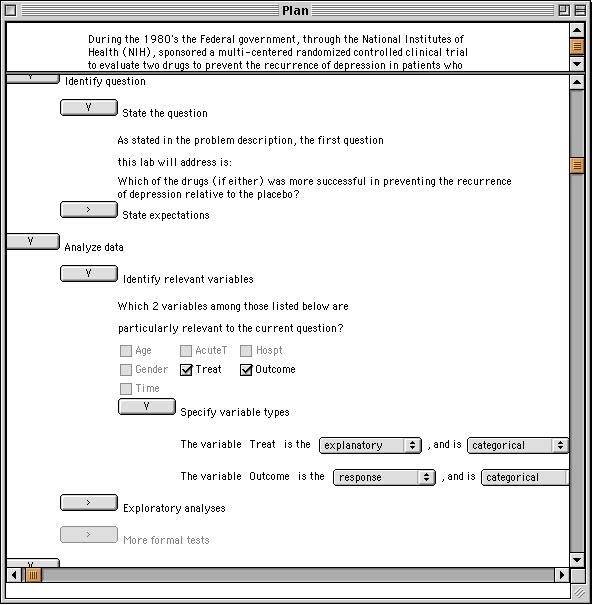 Plan
During the 1980's the Federal government, through the National Institutes of
Health (NIH), sponsored a multi-centered randomized controlled clinical trial
to evaluate two drugs to prevent the recurrence of depression in patients who
V Identify question
V State the question
As stated in the problem description, the first question
this lab will address is:
Which of the drugs (if either) was more successful in preventing the recurrence
of depression relative to the placebo?
> State expectations
V Analyze data
V Identify relevant variables
Which 2 variables among those listed below are
particularly relevant to the current question?
Age AcuteT Hospt
Gender Treat Outcome
Time
V Specify variable types
The variable Treat is the explanatory , and is categorical
The variable Outcome is the response , and is categorical
> Exploratory analyses
> More formal tests
V